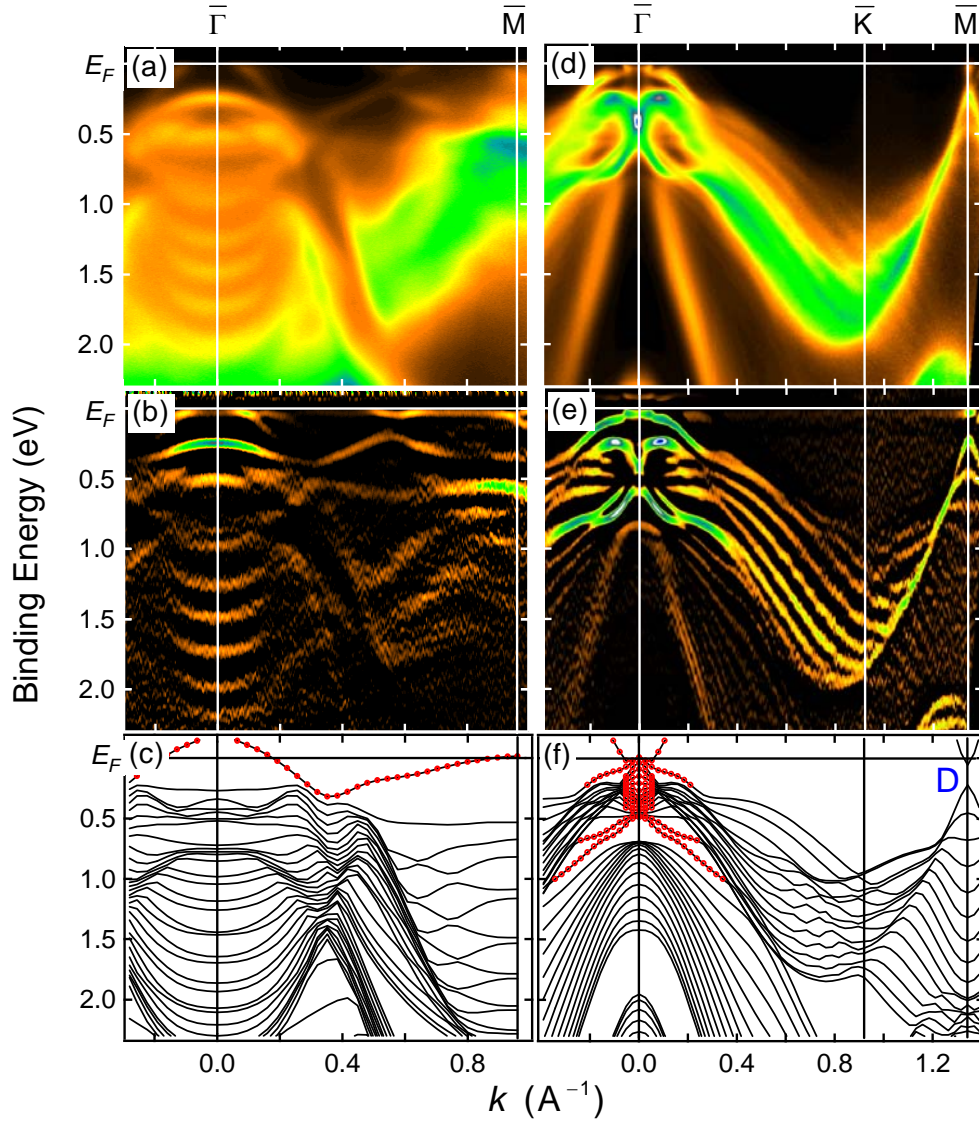 Γ̅ M̅ Γ̅ K̅ M̅
E_F (a) (d)
0.5
1.0
1.5
2.0
E_F (b) (e)
0.5
1.0
1.5
2.0
E_F (c) (f)
D
0.5
1.0
1.5
2.0
0.0 0.4 0.8 0.0 0.4 0.8 1.2
Binding Energy (eV)
k (A⁻¹)